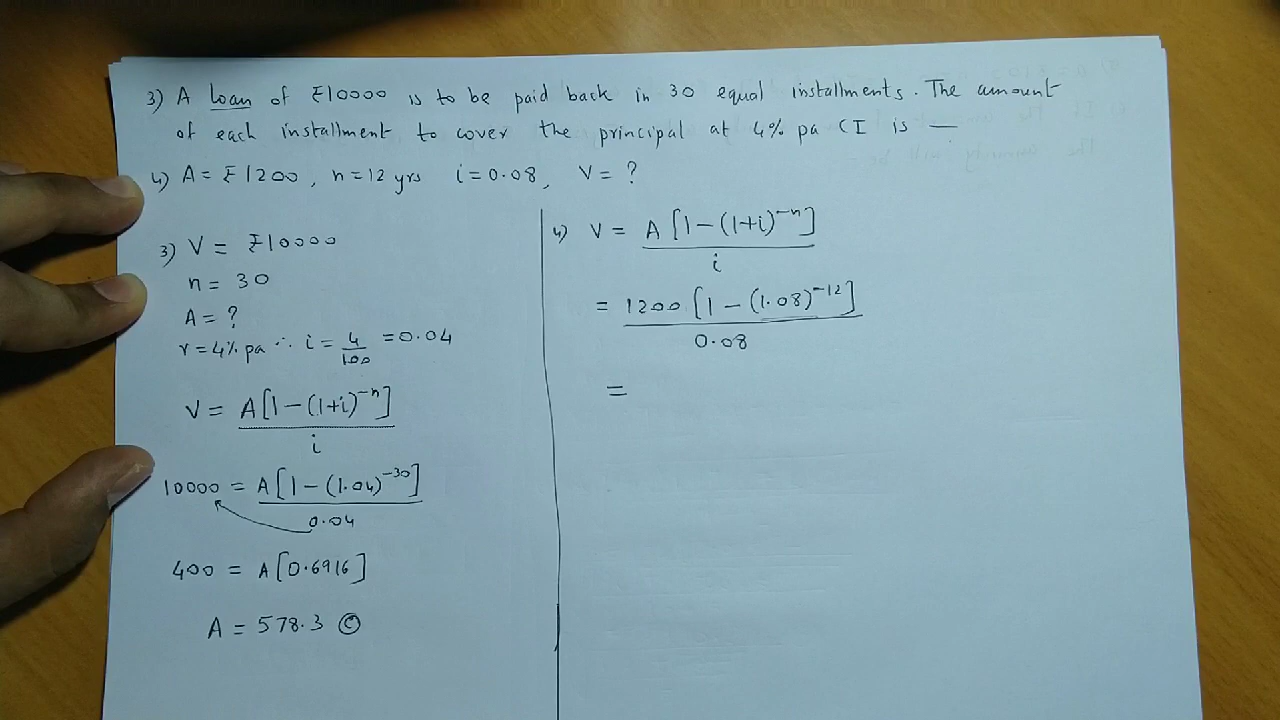 3) A Loan of ₹10000 is to be paid back in 30 equal installments. The amount
of each installment to cover the principal at 4% pa CI is —
4) A = ₹1200, n = 12 yrs i = 0.08, V = ?
3) V = ₹10000
n = 30
A = ?
r = 4% pa ∴ i = 4/100 = 0.04
V = A[1-(1+i)^-n]
i
10000 = A[1-(1.04)^-30]
0.04
400 = A[0.6916]
A = 578.3 ©
4) V = A[1-(1+i)^-n]
i
= 1200[1-(1.08)^-12]
0.08
=